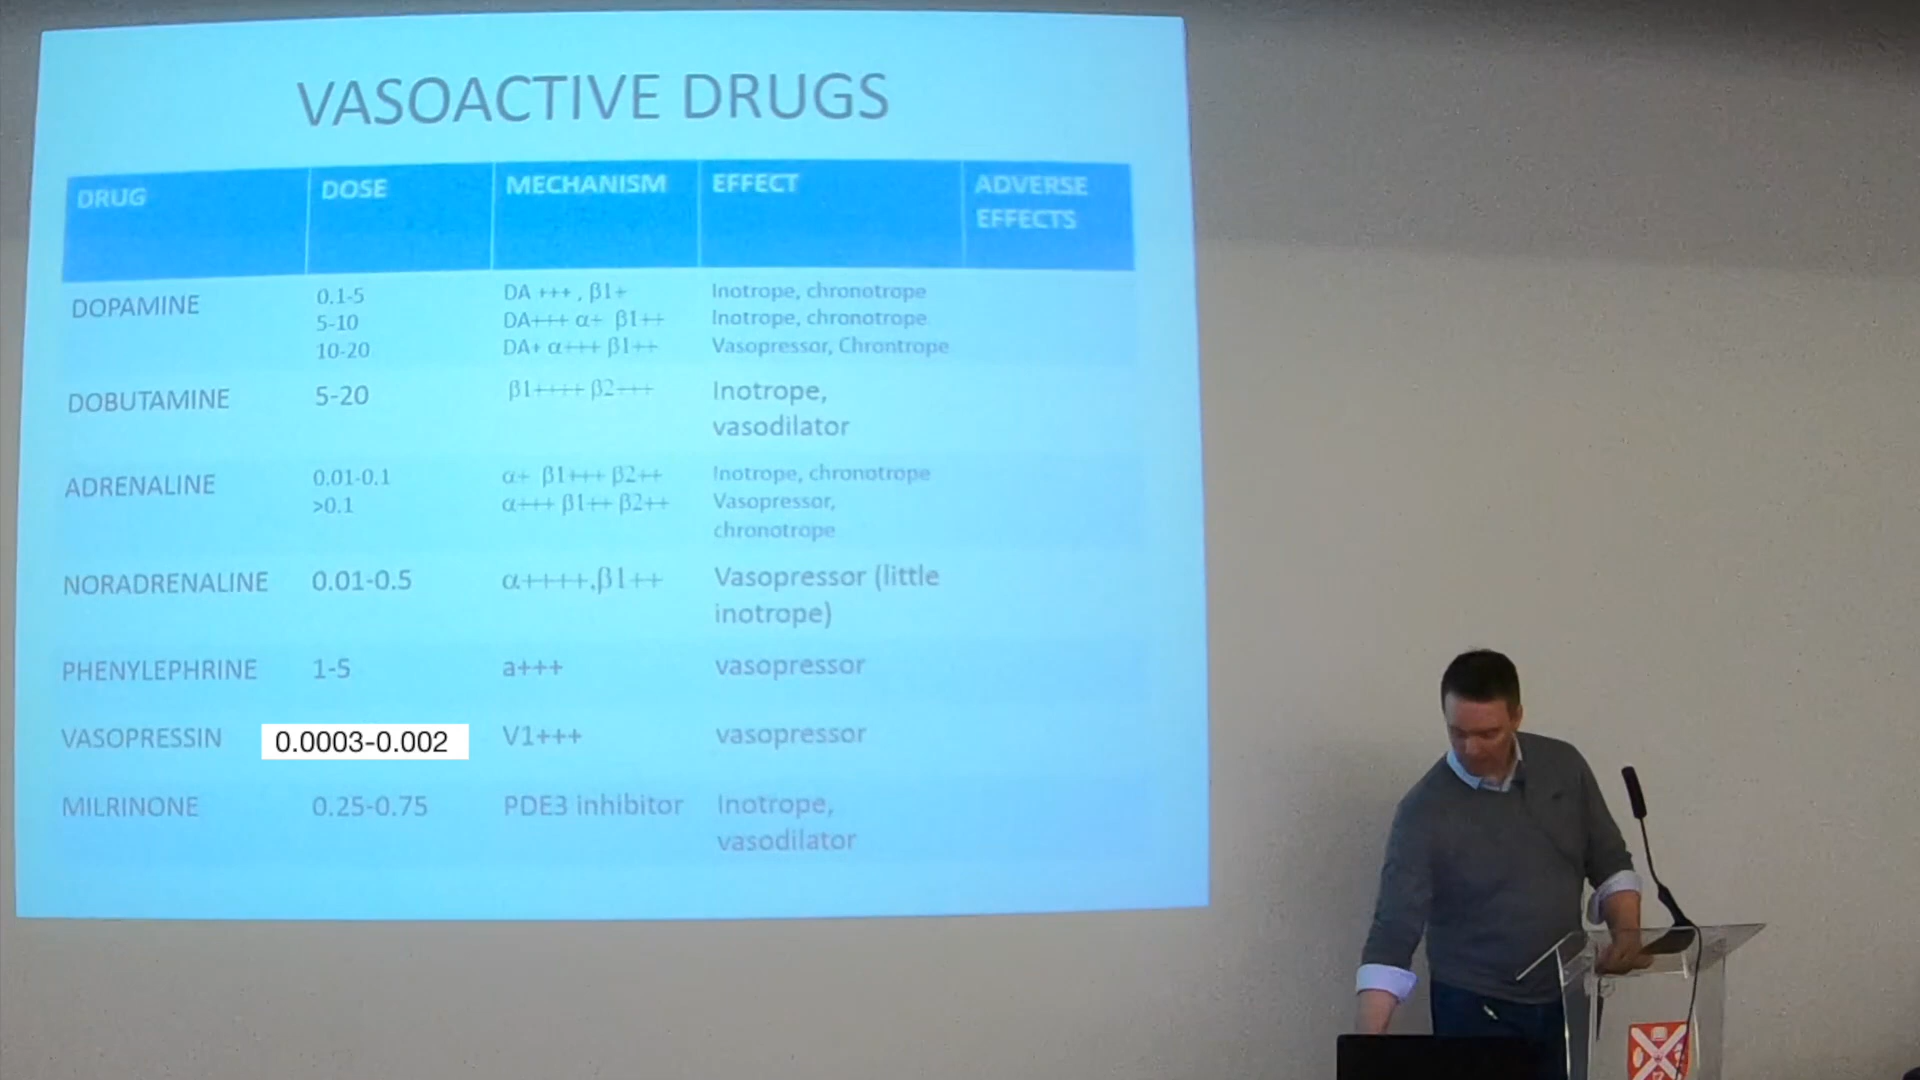 VASOACTIVE DRUGS
DRUG DOSE MECHANISM EFFECT ADVERSE EFFECTS
DOPAMINE
0.1-5 DA +++ , β1+ Inotrope, chronotrope
5-10 DA+++ α+ β1++ Inotrope, chronotrope
10-20 DA+ α+++ β1++ Vasopressor, Chrontrope
DOBUTAMINE 5-20 β1++++ β2+++ Inotrope,
vasodilator
ADRENALINE
0.01-0.1 α+ β1+++ β2++ Inotrope, chronotrope
>0.1 α+++ β1++ β2++ Vasopressor,
chronotrope
NORADRENALINE 0.01-0.5 α++++,β1++ Vasopressor (little
inotrope)
PHENYLEPHRINE 1-5 a+++ vasopressor
VASOPRESSIN 0.0003-0.002 V1+++ vasopressor
MILRINONE 0.25-0.75 PDE3 inhibitor Inotrope,
vasodilator